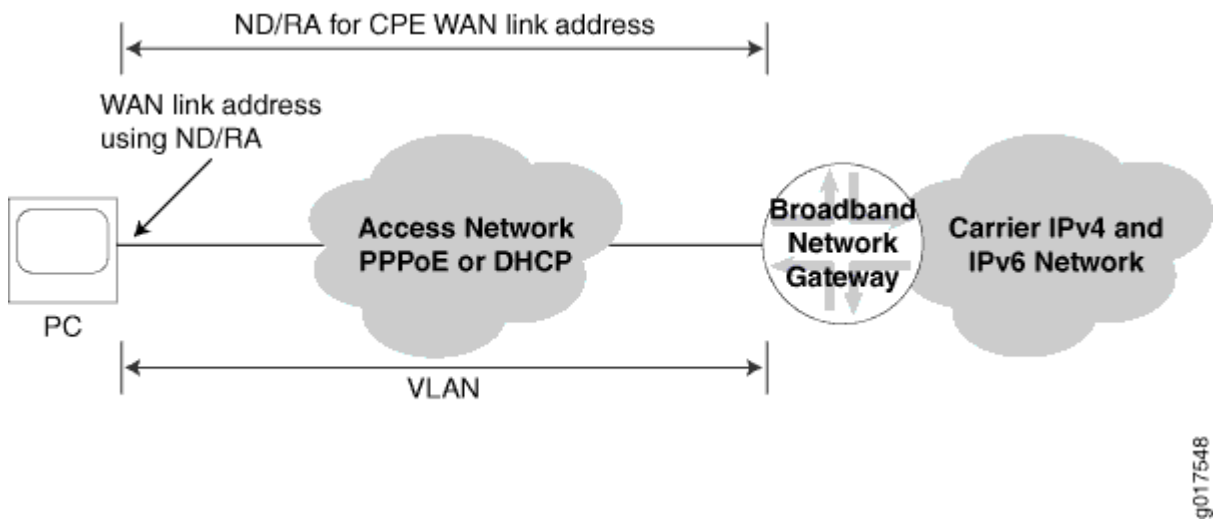 ND/RA for CPE WAN link address
WAN link address
using ND/RA
Access Network
PPPoE or DHCP
Broadband
Network
Gateway
Carrier IPv4 and
IPv6 Network
PC
VLAN
g017548